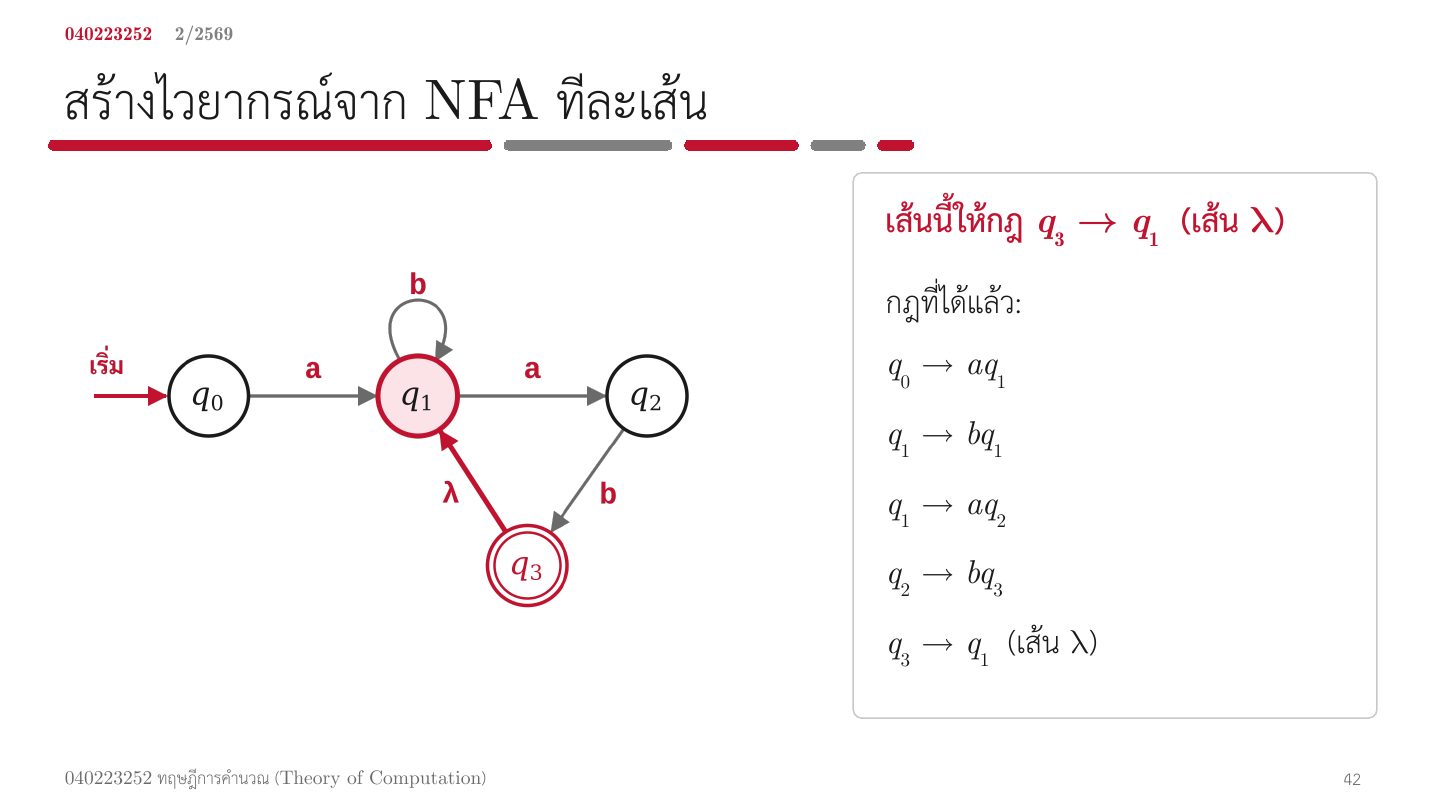 040223252 2/2569
สร้างไวยากรณ์จาก NFA ทีละเส้น
เริ่ม
q0
a
b
q1
a
q2
λ
b
q3
เส้นนี้ให้กฎ q3 → q1 (เส้น λ)
กฎที่ได้แล้ว:
q0 → aq1
q1 → bq1
q1 → aq2
q2 → bq3
q3 → q1 (เส้น λ)
040223252 ทฤษฎีการคำนวณ (Theory of Computation)
42